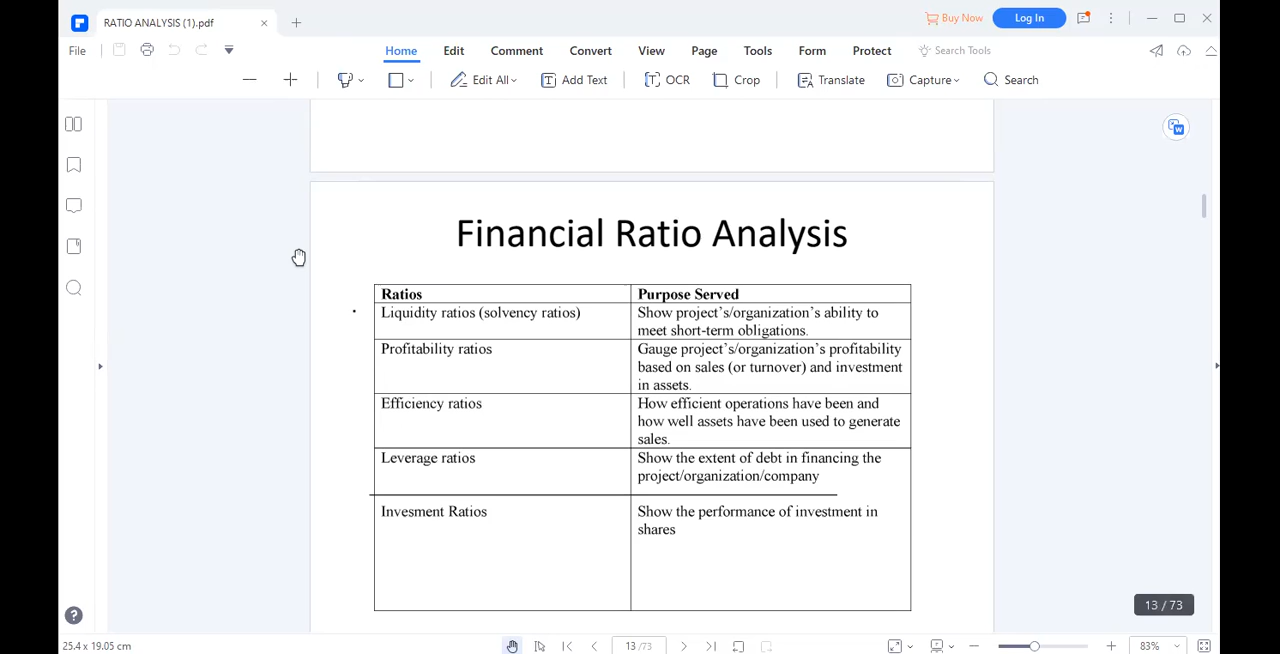 RATIO ANALYSIS (1).pdf
Buy Now
Log In
File
Home
Edit
Comment
Convert
View
Page
Tools
Form
Protect
Search Tools
Edit All
Add Text
OCR
Crop
Translate
Capture
Search
Financial Ratio Analysis
Ratios
Purpose Served
Liquidity ratios (solvency ratios)
Show project's/organization's ability to
meet short-term obligations.
Profitability ratios
Gauge project's/organization's profitability
based on sales (or turnover) and investment
in assets.
Efficiency ratios
How efficient operations have been and
how well assets have been used to generate
sales.
Leverage ratios
Show the extent of debt in financing the
project/organization/company
Invesment Ratios
Show the performance of investment in
shares
13 / 73
25.4 x 19.05 cm
13 /73
83%